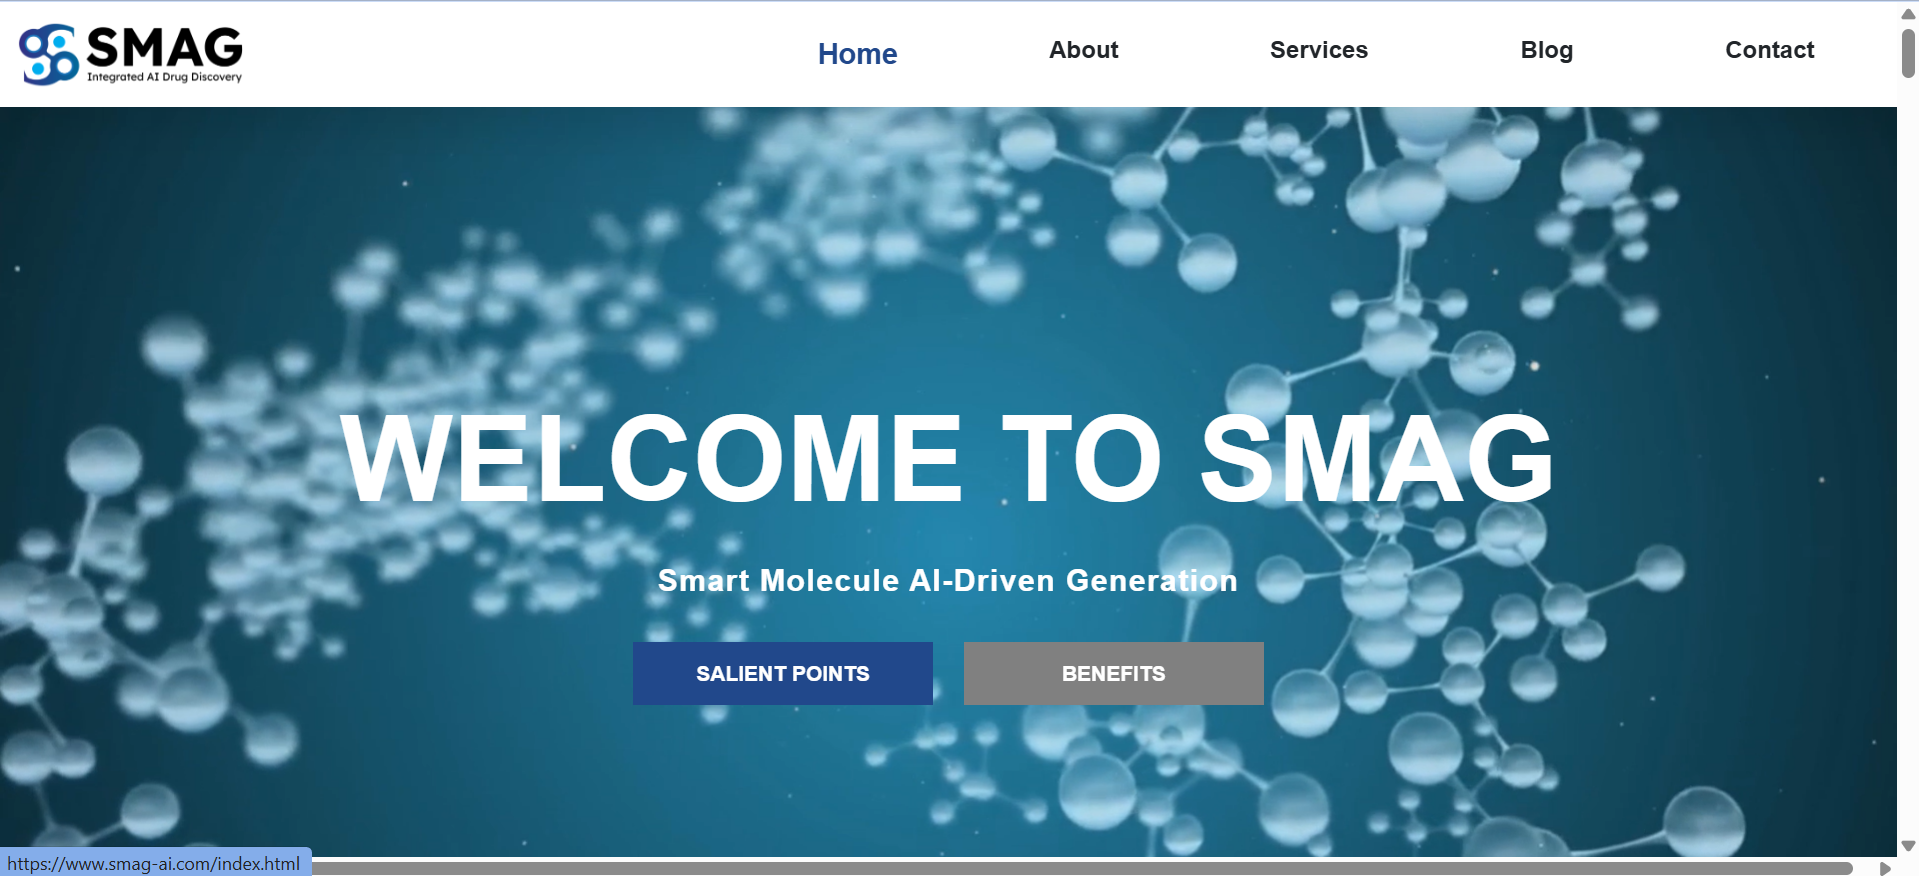 SMAG
Integrated AI Drug Discovery
Home
About
Services
Blog
Contact
WELCOME TO SMAG
Smart Molecule AI-Driven Generation
SALIENT POINTS
BENEFITS
https://www.smag-ai.com/index.html